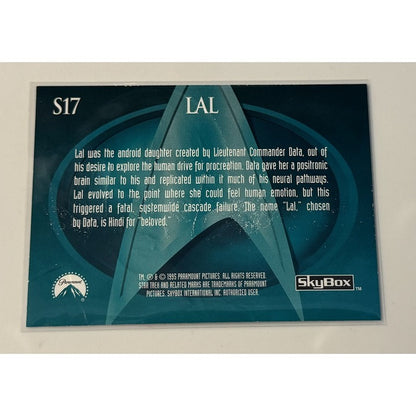 S17 LAL
Lal was the android daughter created by Lieutenant Commander Data, out of
his desire to explore the human drive for procreation. Data gave her a positronic
brain similar to his and replicated within it much of his neural pathways.
Lal evolved to the point where she could feel human emotion, but this
triggered a fatal, systemwide cascade failure. The name "Lal," chosen
by Data, is Hindi for "beloved."
TM, ® & © 1995 PARAMOUNT PICTURES. ALL RIGHTS RESERVED.
STAR TREK AND RELATED MARKS ARE TRADEMARKS OF PARAMOUNT
PICTURES. SKYBOX INTERNATIONAL INC. AUTHORIZED USER.
Paramount
SkyBox TM